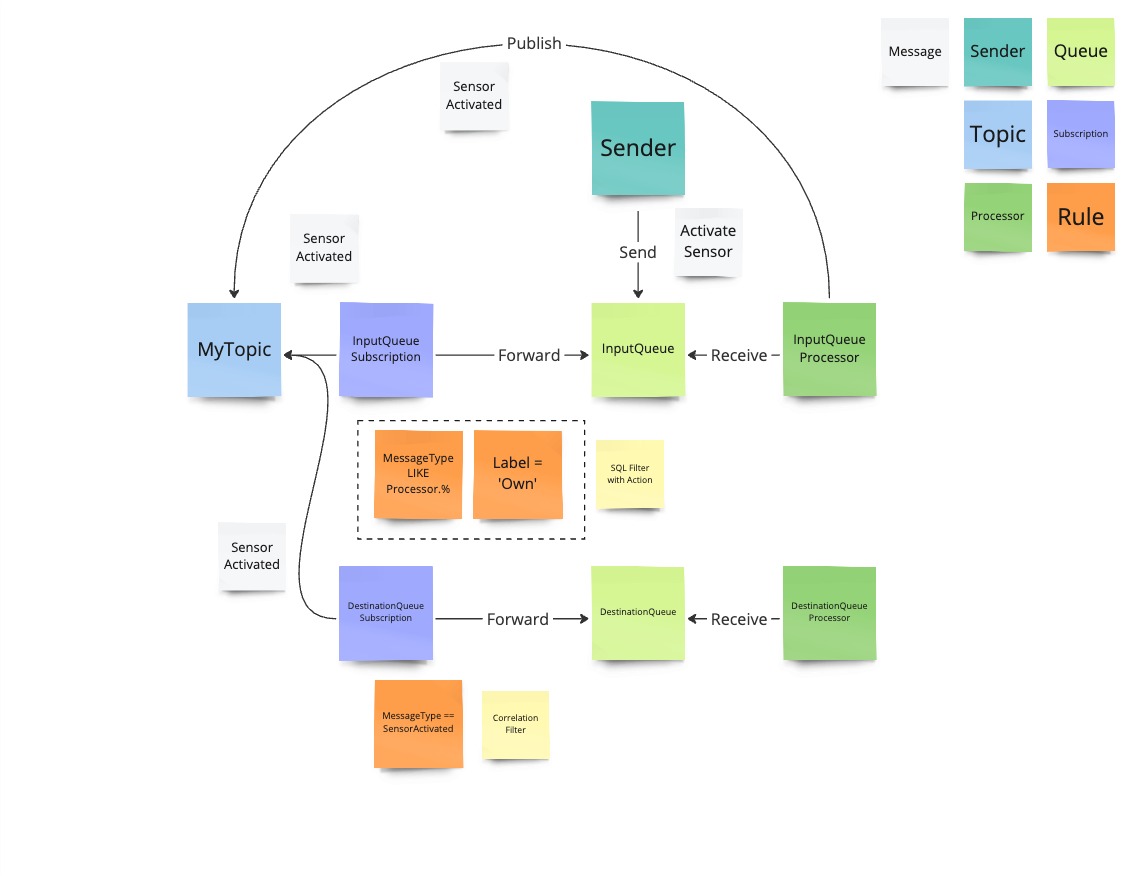 Publish
Sensor
Activated
Message
Sender
Queue
Topic
Subscription
Processor
Rule
Sender
Send
Activate
Sensor
Sensor
Activated
MyTopic
InputQueue
Subscription
Forward
InputQueue
Receive
InputQueue
Processor
MessageType
LIKE
Processor.%
Label =
'Own'
SQL Filter
with Action
Sensor
Activated
DestinationQueue
Subscription
Forward
DestinationQueue
Receive
DestinationQueue
Processor
MessageType ==
SensorActivated
Correlation
Filter